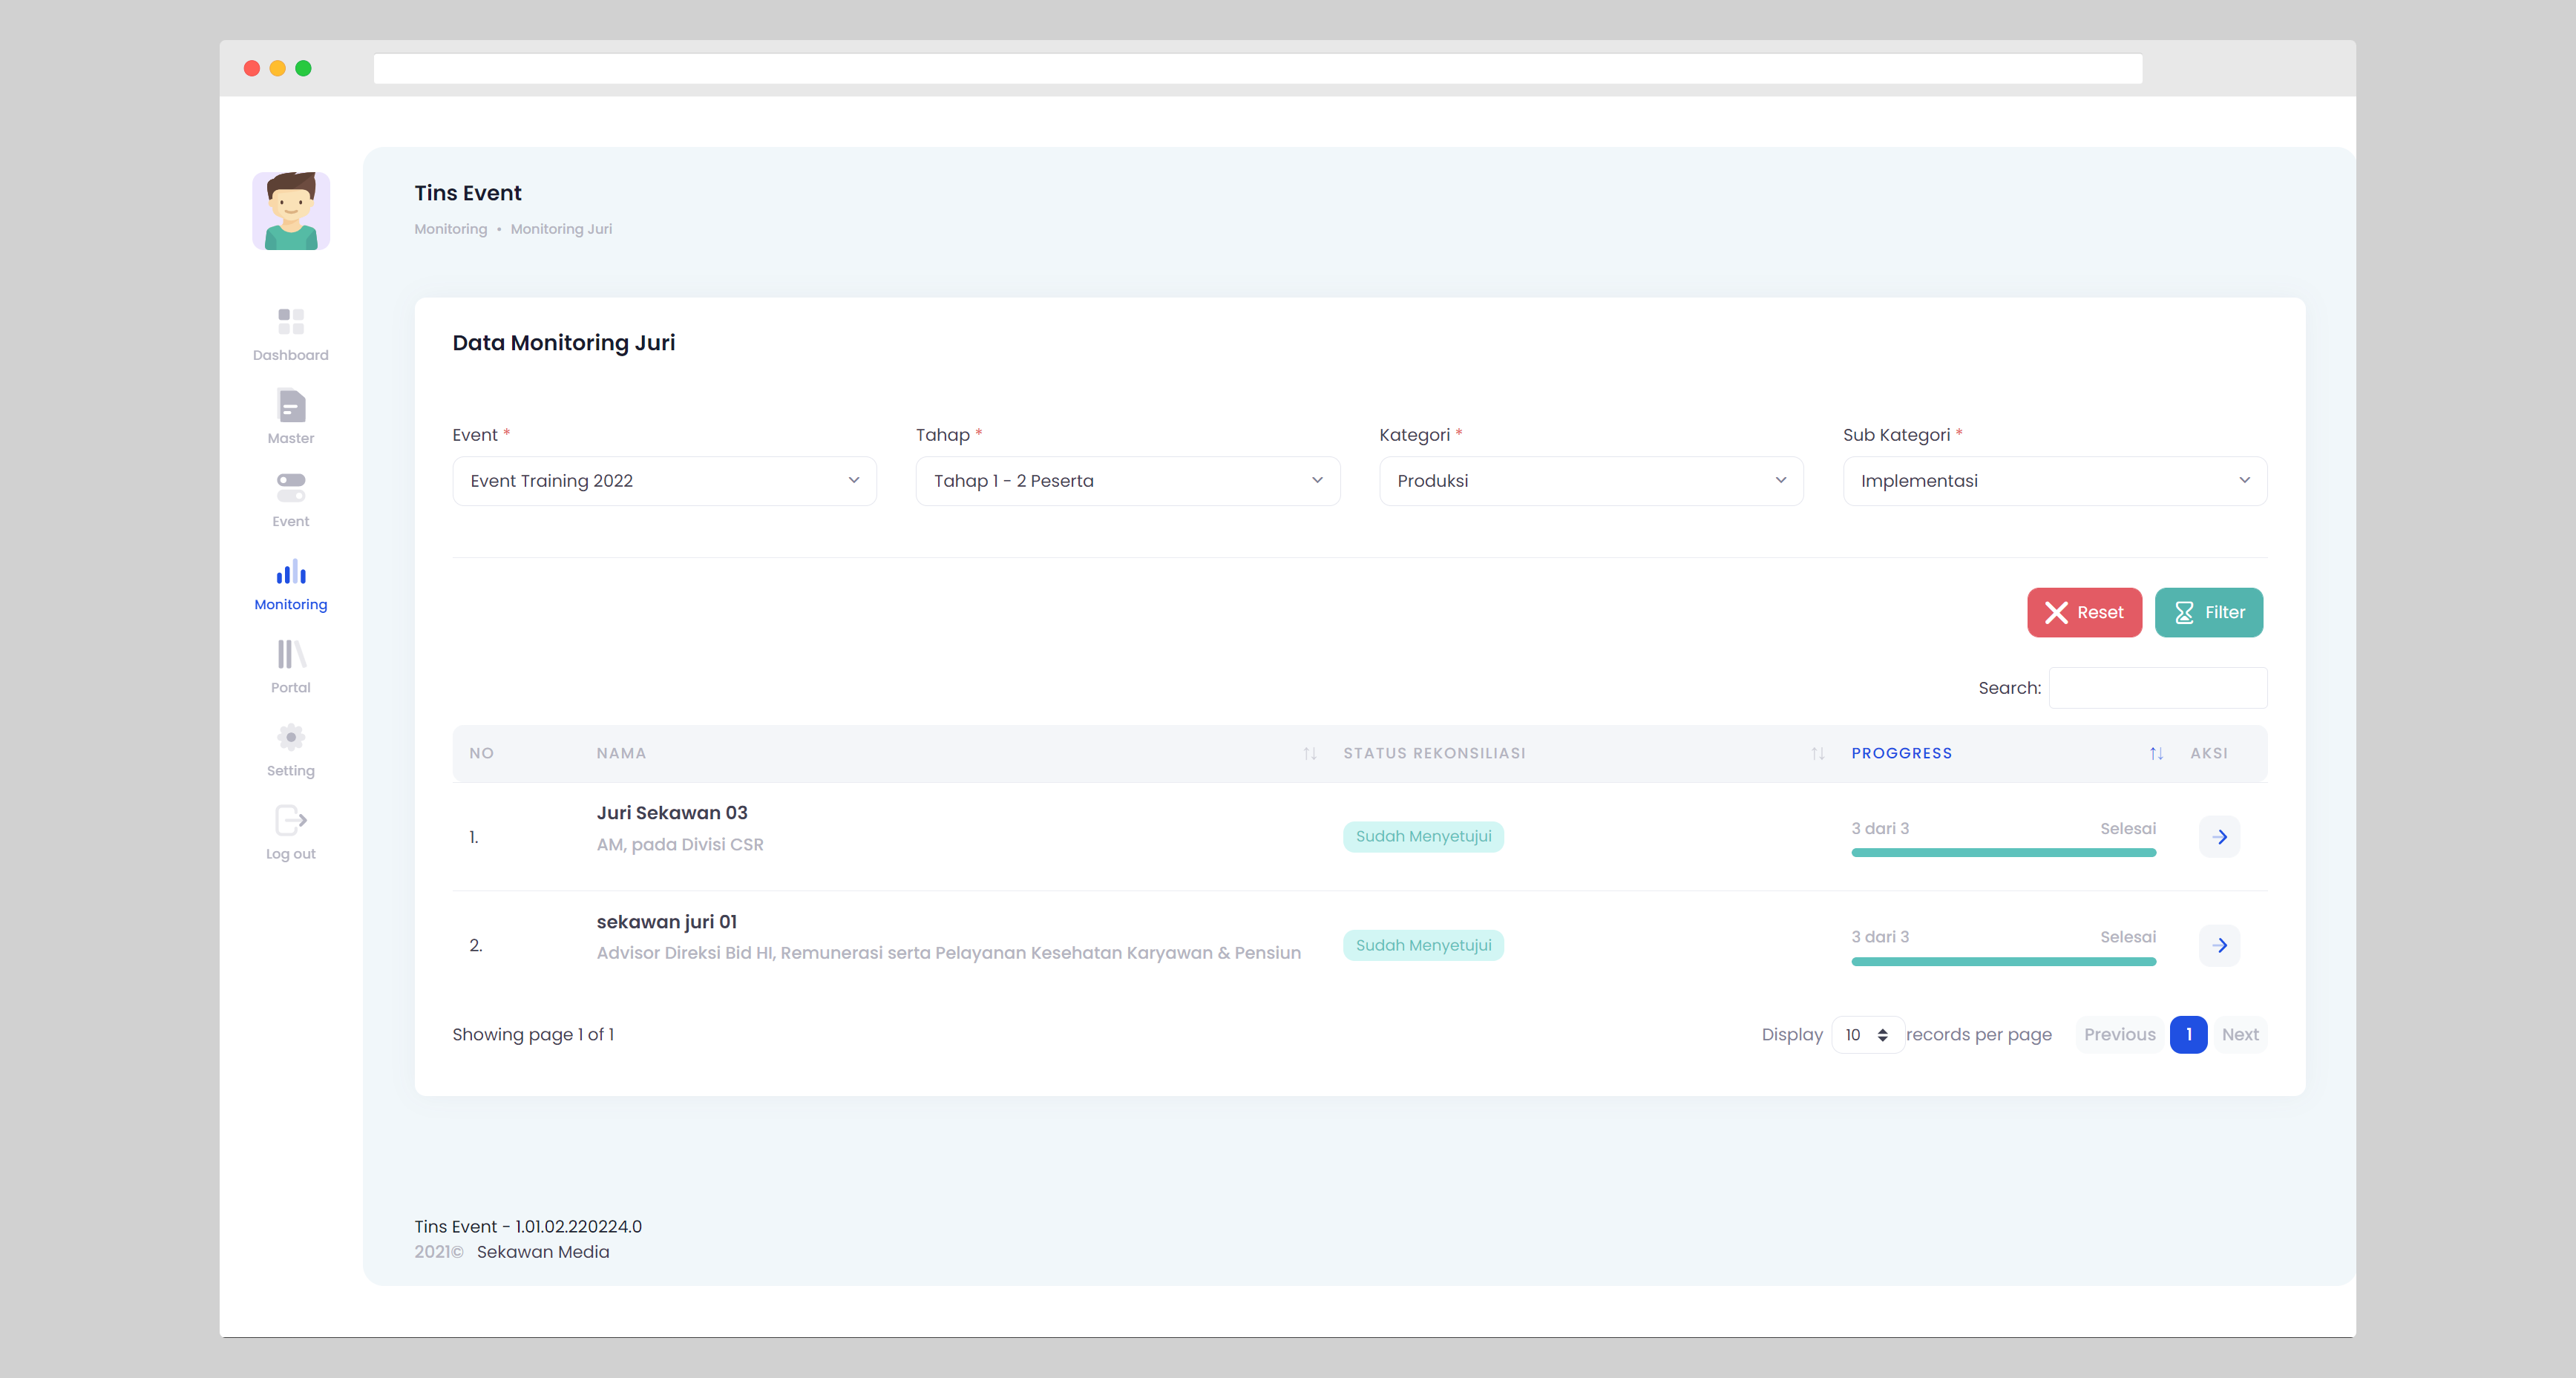 Tins Event
Monitoring • Monitoring Juri
Dashboard
Master
Event
Monitoring
Portal
Setting
Log out
Data Monitoring Juri
Event * Tahap * Kategori * Sub Kategori *
Event Training 2022 Tahap 1 - 2 Peserta Produksi Implementasi
Reset Filter
Search:
NO NAMA STATUS REKONSILIASI PROGGRESS AKSI
Juri Sekawan 03
1. AM, pada Divisi CSR Sudah Menyetujui 3 dari 3 Selesai
sekawan juri 01
2. Advisor Direksi Bid HI, Remunerasi serta Pelayanan Kesehatan Karyawan & Pensiun Sudah Menyetujui 3 dari 3 Selesai
Showing page 1 of 1 Display 10 records per page Previous 1 Next
Tins Event - 1.01.02.220224.0
2021© Sekawan Media